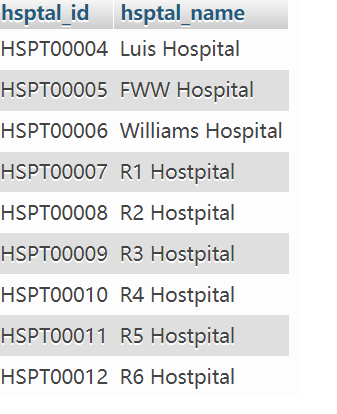 hsptal_id hsptal_name
HSPT00004 Luis Hospital
HSPT00005 FWW Hospital
HSPT00006 Williams Hospital
HSPT00007 R1 Hostpital
HSPT00008 R2 Hostpital
HSPT00009 R3 Hostpital
HSPT00010 R4 Hostpital
HSPT00011 R5 Hostpital
HSPT00012 R6 Hostpital